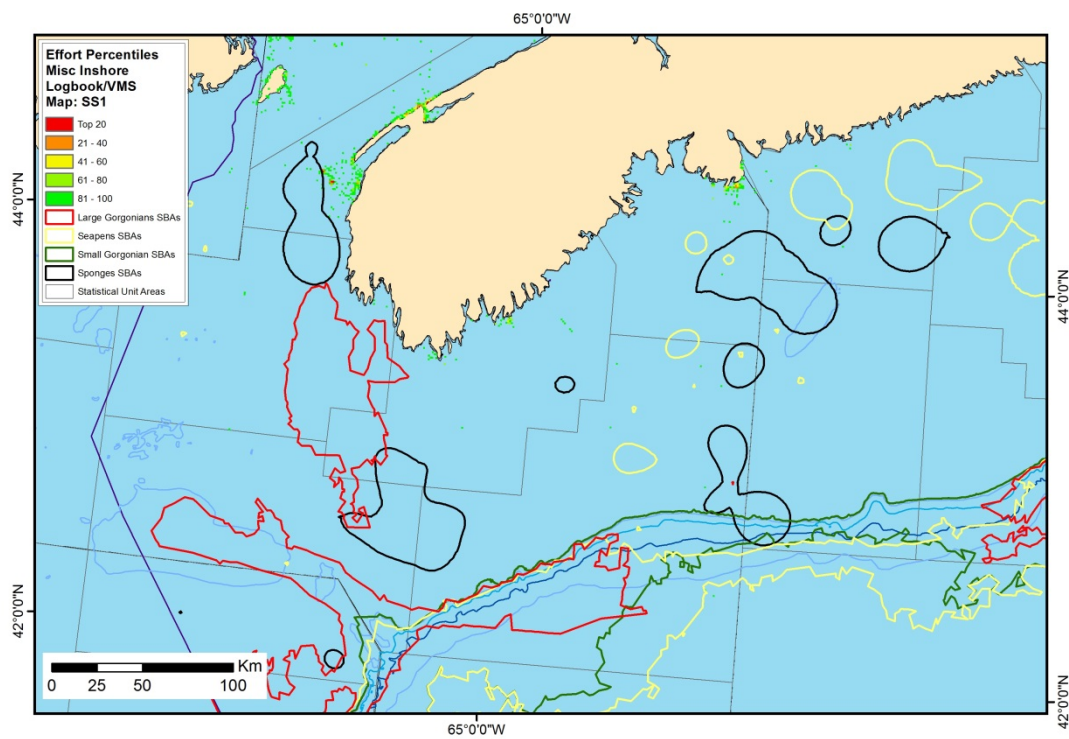 65°0'0"W
Effort Percentiles
Misc Inshore
Logbook/VMS
Map: SS1
Top 20
21 - 40
41 - 60
61 - 80
81 - 100
Large Gorgonians SBAs
Seapens SBAs
Small Gorgonian SBAs
Sponges SBAs
Statistical Unit Areas
44°0'0"N
44°0'0"N
42°0'0"N
42°0'0"N
Km
0 25 50 100
65°0'0"W